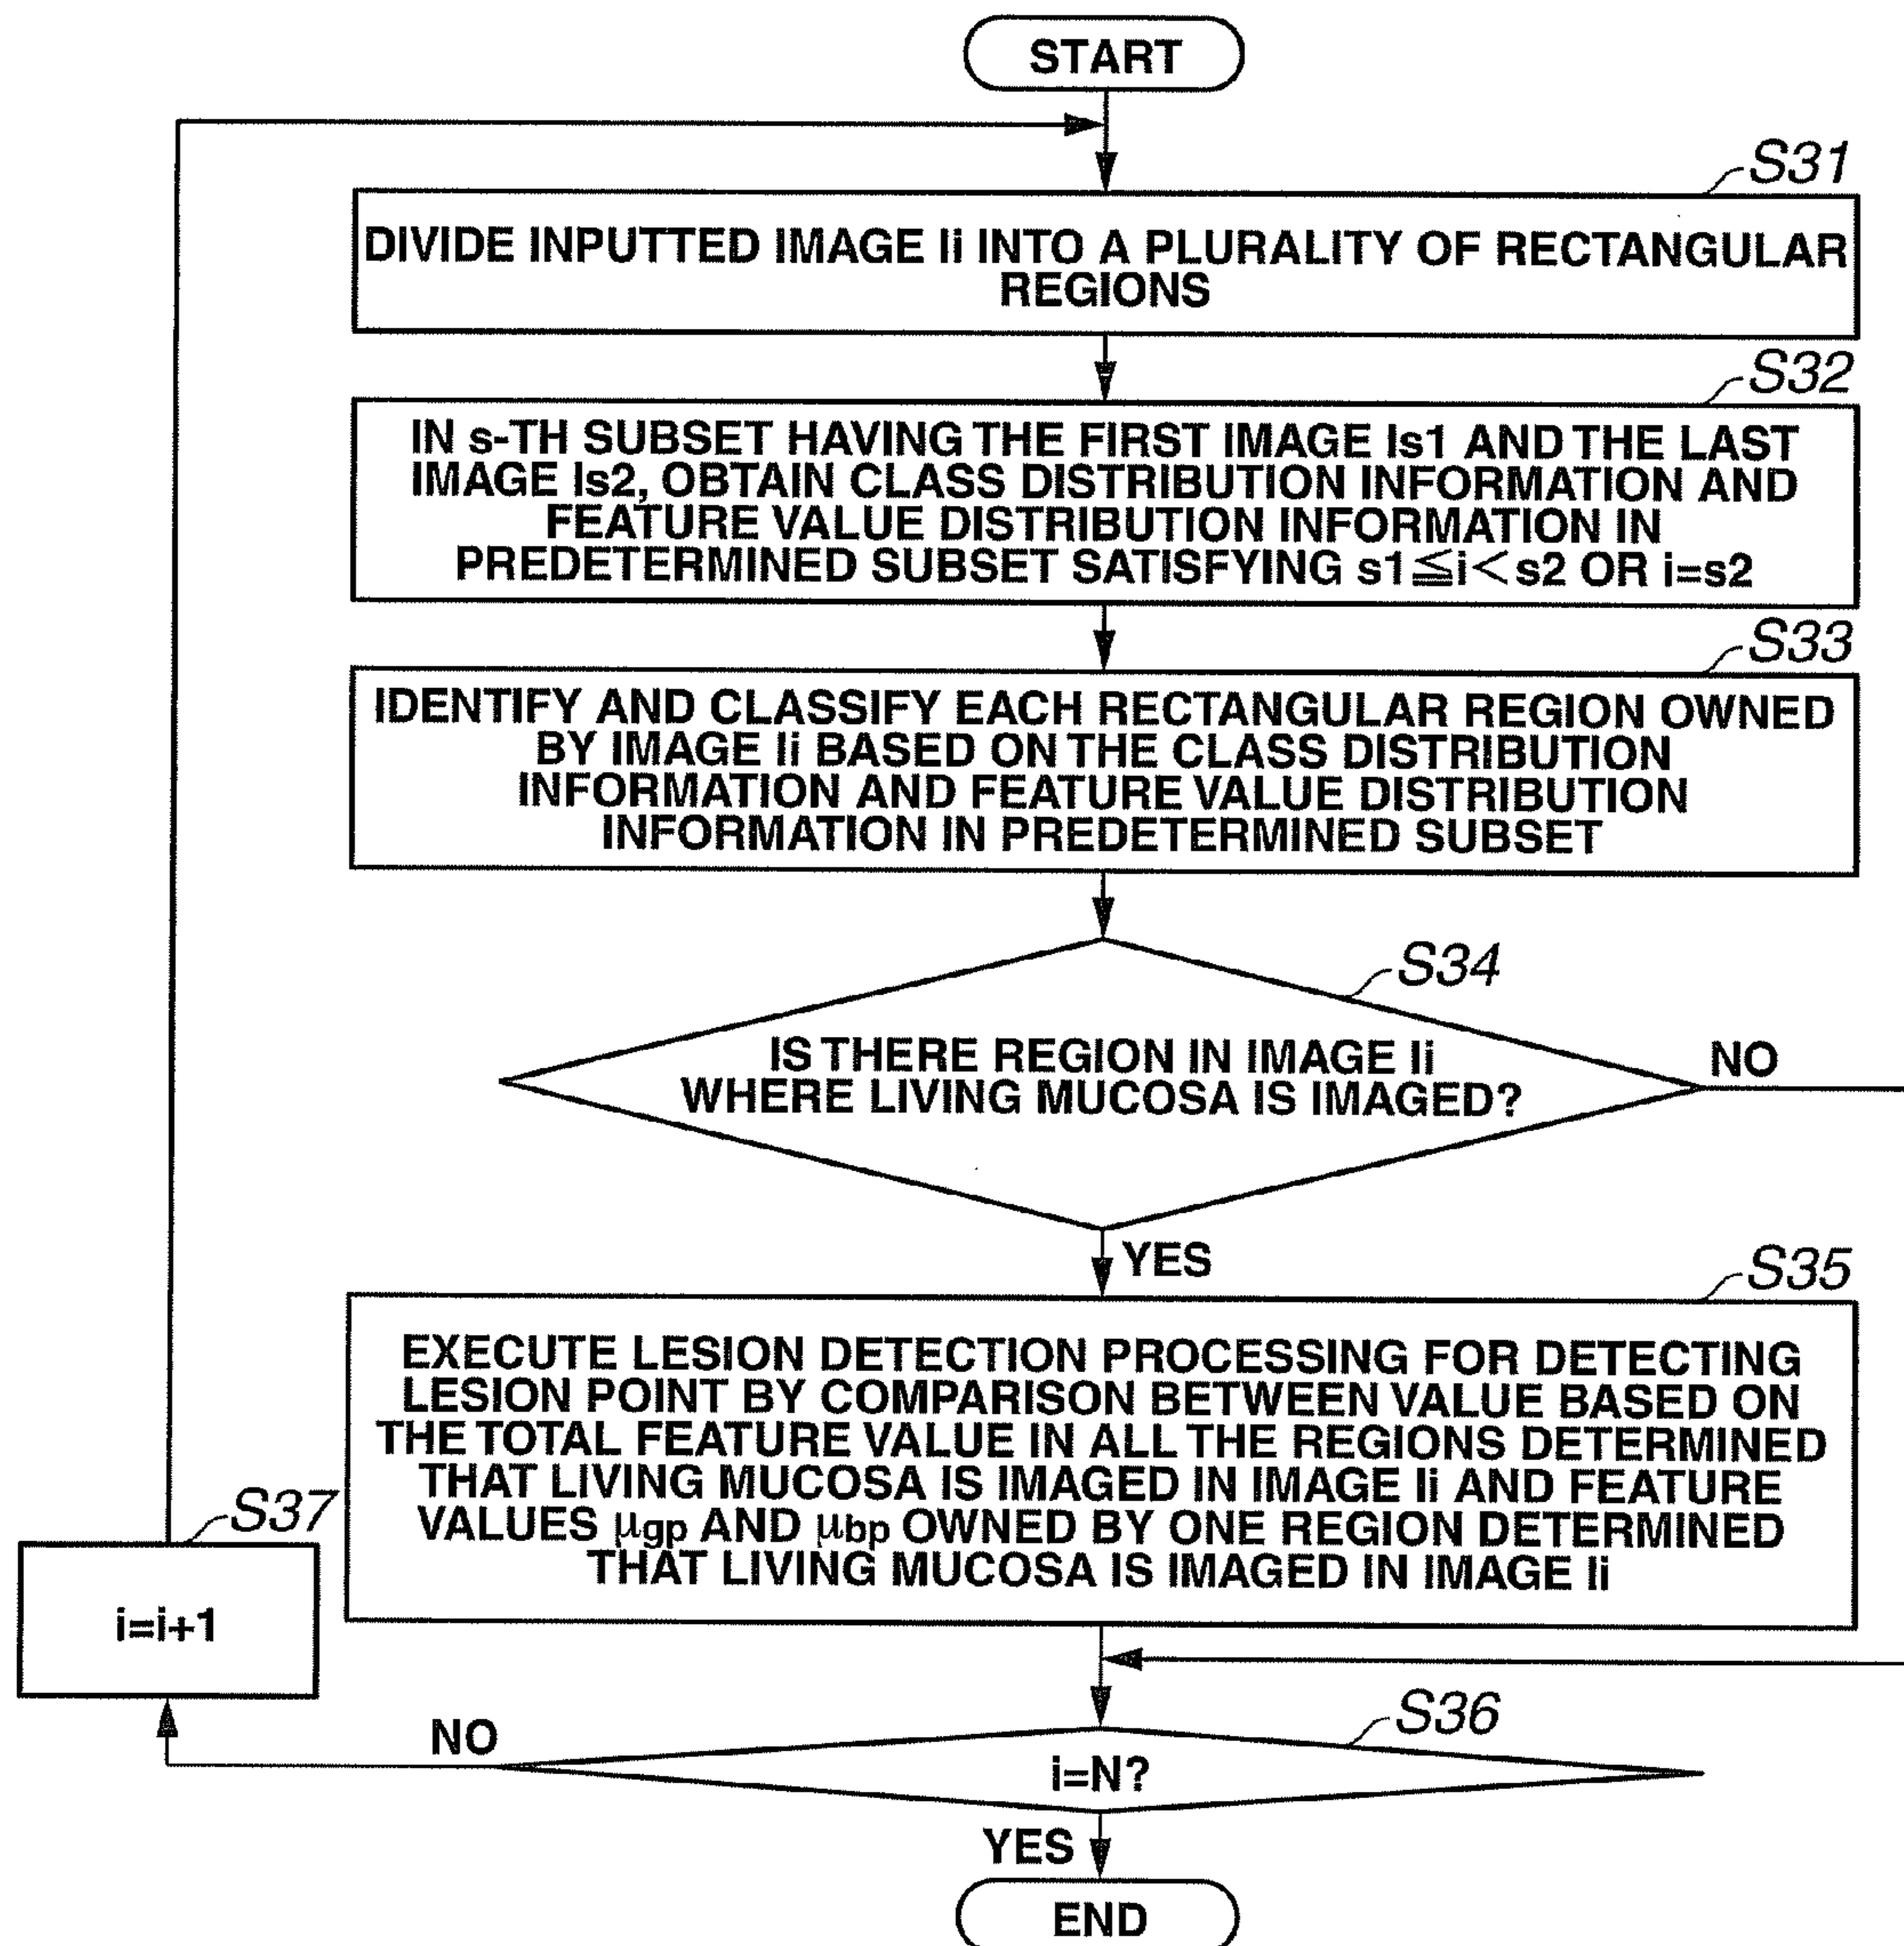 START
S31
DIVIDE INPUTTED IMAGE Ii INTO A PLURALITY OF RECTANGULAR
REGIONS
S32
IN s-TH SUBSET HAVING THE FIRST IMAGE Is1 AND THE LAST
IMAGE Is2, OBTAIN CLASS DISTRIBUTION INFORMATION AND
FEATURE VALUE DISTRIBUTION INFORMATION IN
PREDETERMINED SUBSET SATISFYING s1≦i<s2 OR i=s2
S33
IDENTIFY AND CLASSIFY EACH RECTANGULAR REGION OWNED
BY IMAGE Ii BASED ON THE CLASS DISTRIBUTION
INFORMATION AND FEATURE VALUE DISTRIBUTION
INFORMATION IN PREDETERMINED SUBSET
S34
IS THERE REGION IN IMAGE Ii
WHERE LIVING MUCOSA IS IMAGED?
NO
YES
S35
EXECUTE LESION DETECTION PROCESSING FOR DETECTING
LESION POINT BY COMPARISON BETWEEN VALUE BASED ON
THE TOTAL FEATURE VALUE IN ALL THE REGIONS DETERMINED
THAT LIVING MUCOSA IS IMAGED IN IMAGE Ii AND FEATURE
VALUES μgp AND μbp OWNED BY ONE REGION DETERMINED
THAT LIVING MUCOSA IS IMAGED IN IMAGE Ii
S37
i=i+1
S36
NO
i=N?
YES
END